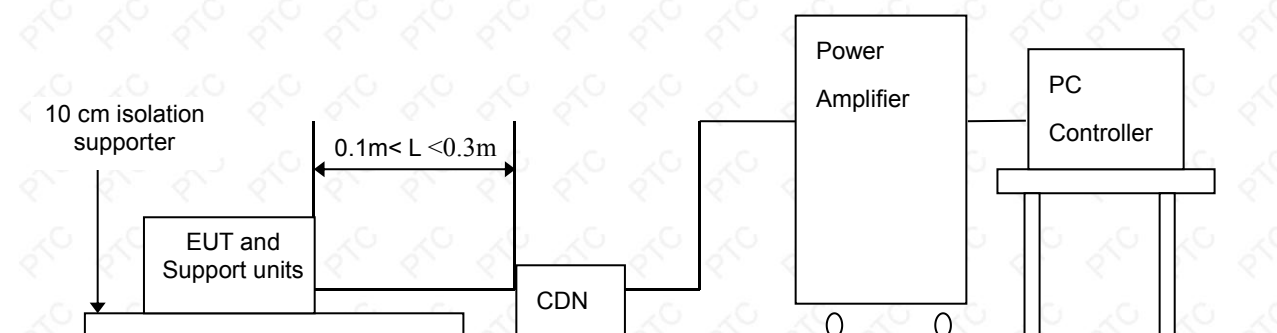 10 cm isolation
supporter
0.1m< L <0.3m
EUT and
Support units
CDN
Power
Amplifier
PC
Controller